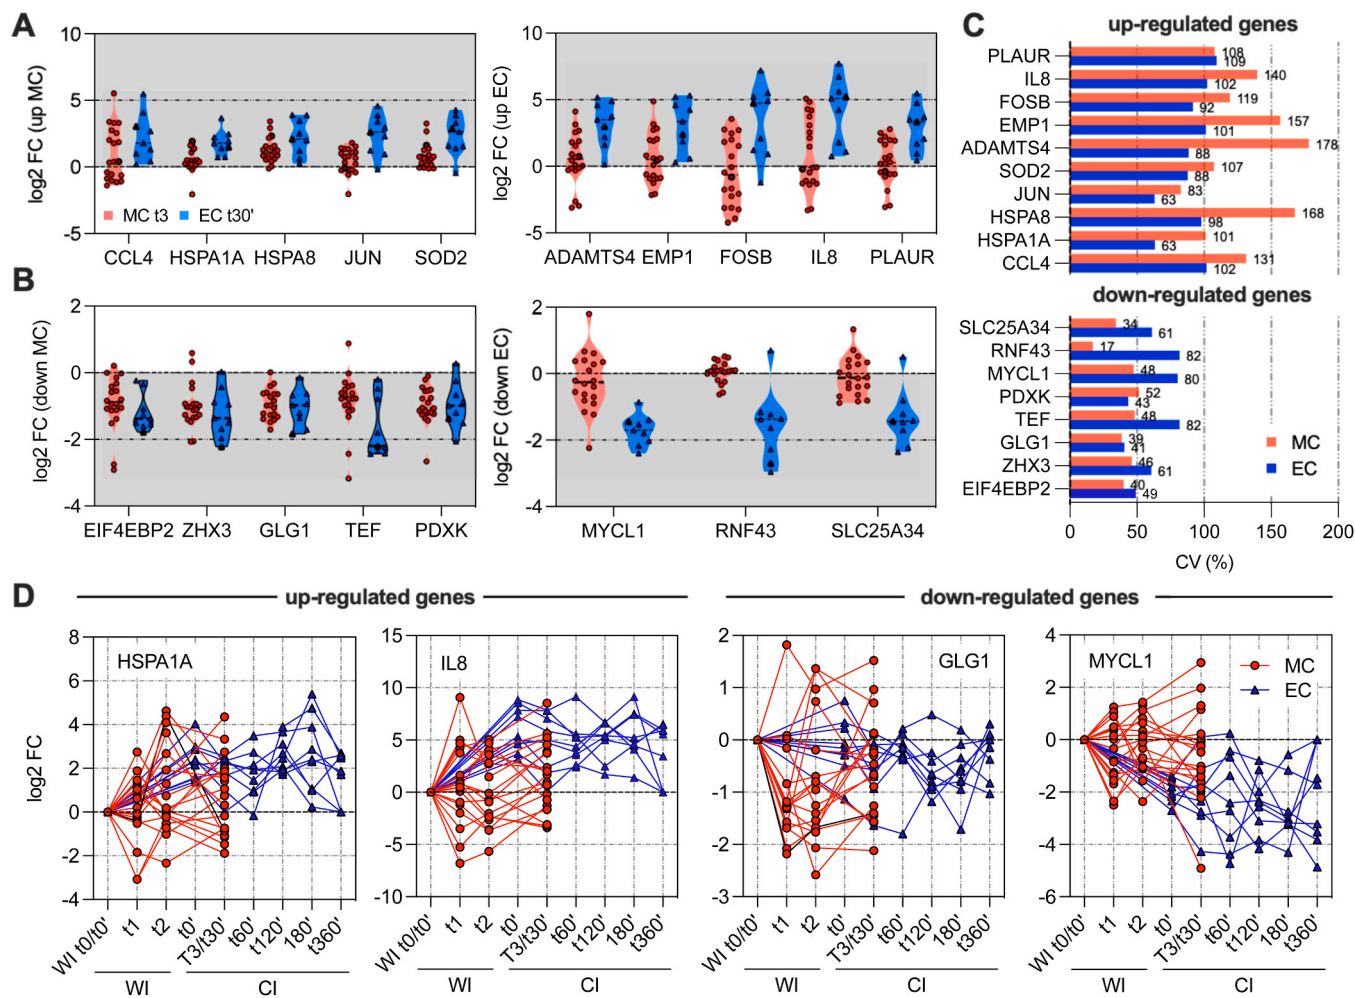 A
log2 FC (up MC)
10
5
0
-5
MC t3
EC t30'
CCL4 HSPA1A HSPA8 JUN SOD2
log2 FC (up EC)
10
5
0
-5
ADAMTS4 EMP1 FOSB IL8 PLAUR
B
log2 FC (down MC)
2
0
-2
-4
EIF4EBP2 ZHX3 GLG1 TEF PDXK
log2 FC (down EC)
2
0
-2
-4
MYCL1 RNF43 SLC25A34
C
up-regulated genes
PLAUR 108 109
IL8 140 102
FOSB 119 92
EMP1 157 101
ADAMTS4 178 88
SOD2 107 88
JUN 83 63
HSPA8 168 98
HSPA1A 101 63
CCL4 131 102
down-regulated genes
SLC25A34 34 61
RNF43 17 82
MYCL1 48 80
PDXK 52 43
TEF 48 82
GLG1 39 41
ZHX3 46 61
EIF4EBP2 40 49
MC
EC
0 50 100 150 200
CV (%)
D
up-regulated genes
down-regulated genes
log2 FC
8
6
4
2
0
-2
-4
HSPA1A
WI t0/t0' t1 t2 t0' T3/t30' t60' t120' 180' t360'
WI CI
15
10
5
0
-5
-10
IL8
WI t0/t0' t1 t2 t0' T3/t30' t60' t120' 180' t360'
WI CI
2
1
0
-1
-2
-3
GLG1
WI t0/t0' t1 t2 t0' T3/t30' t60' t120' 180' t360'
WI CI
4
2
0
-2
-4
-6
MYCL1
MC
EC
WI t0/t0' t1 t2 t0' T3/t30' t60' t120' 180' t360'
WI CI